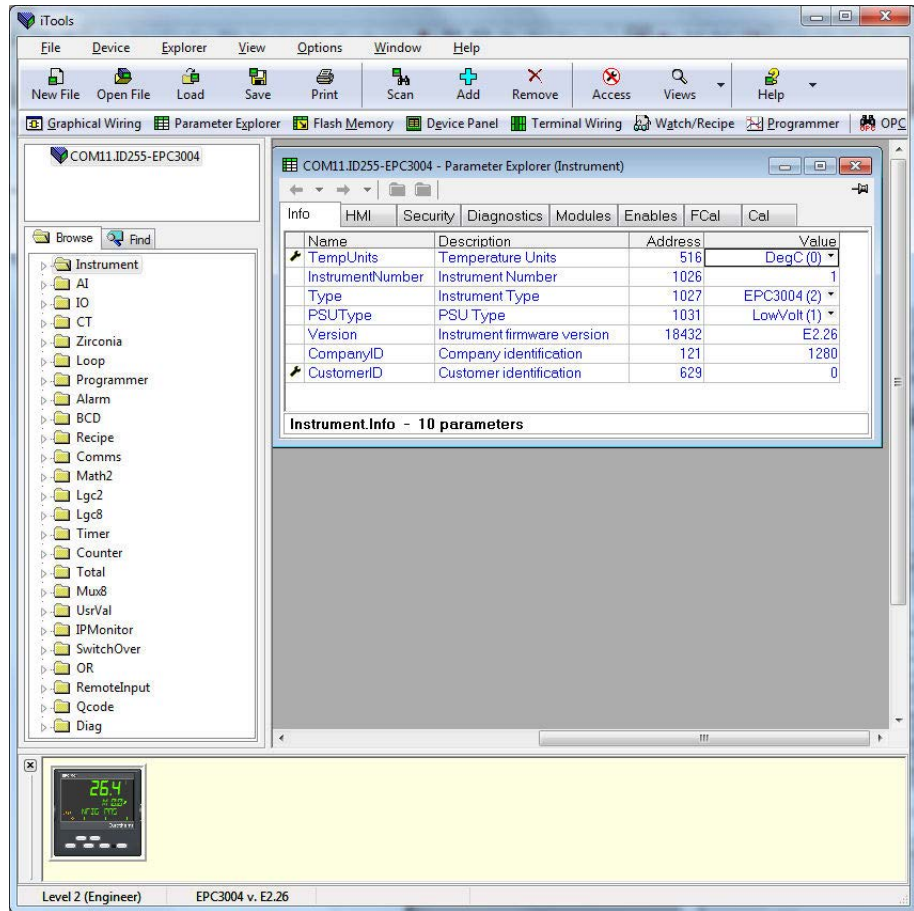 iTools
File Device Explorer View Options Window Help
New File Open File Load Save Print Scan Add Remove Access Views Help
Graphical Wiring Parameter Explorer Flash Memory Device Panel Terminal Wiring Watch/Recipe Programmer OPC
COM11.ID255-EPC3004
COM11.ID255-EPC3004 - Parameter Explorer (Instrument)
Info HMI Security Diagnostics Modules Enables FCal Cal
Name Description Address Value
TempUnits Temperature Units 516 DegC (0)
InstrumentNumber Instrument Number 1026 1
Type Instrument Type 1027 EPC3004 (2)
PSUType PSU Type 1031 LowVolt (1)
Version Instrument firmware version 18432 E2.26
CompanyID Company identification 121 1280
CustomerID Customer identification 629 0
Instrument.Info - 10 parameters
Browse Find
Instrument
AI
IO
CT
Zirconia
Loop
Programmer
Alarm
BCD
Recipe
Comms
Math2
Lgc2
Lgc8
Timer
Counter
Total
Mux8
UsrVal
IPMonitor
SwitchOver
OR
RemoteInput
Qcode
Diag
26.4
Level 2 (Engineer) EPC3004 v. E2.26